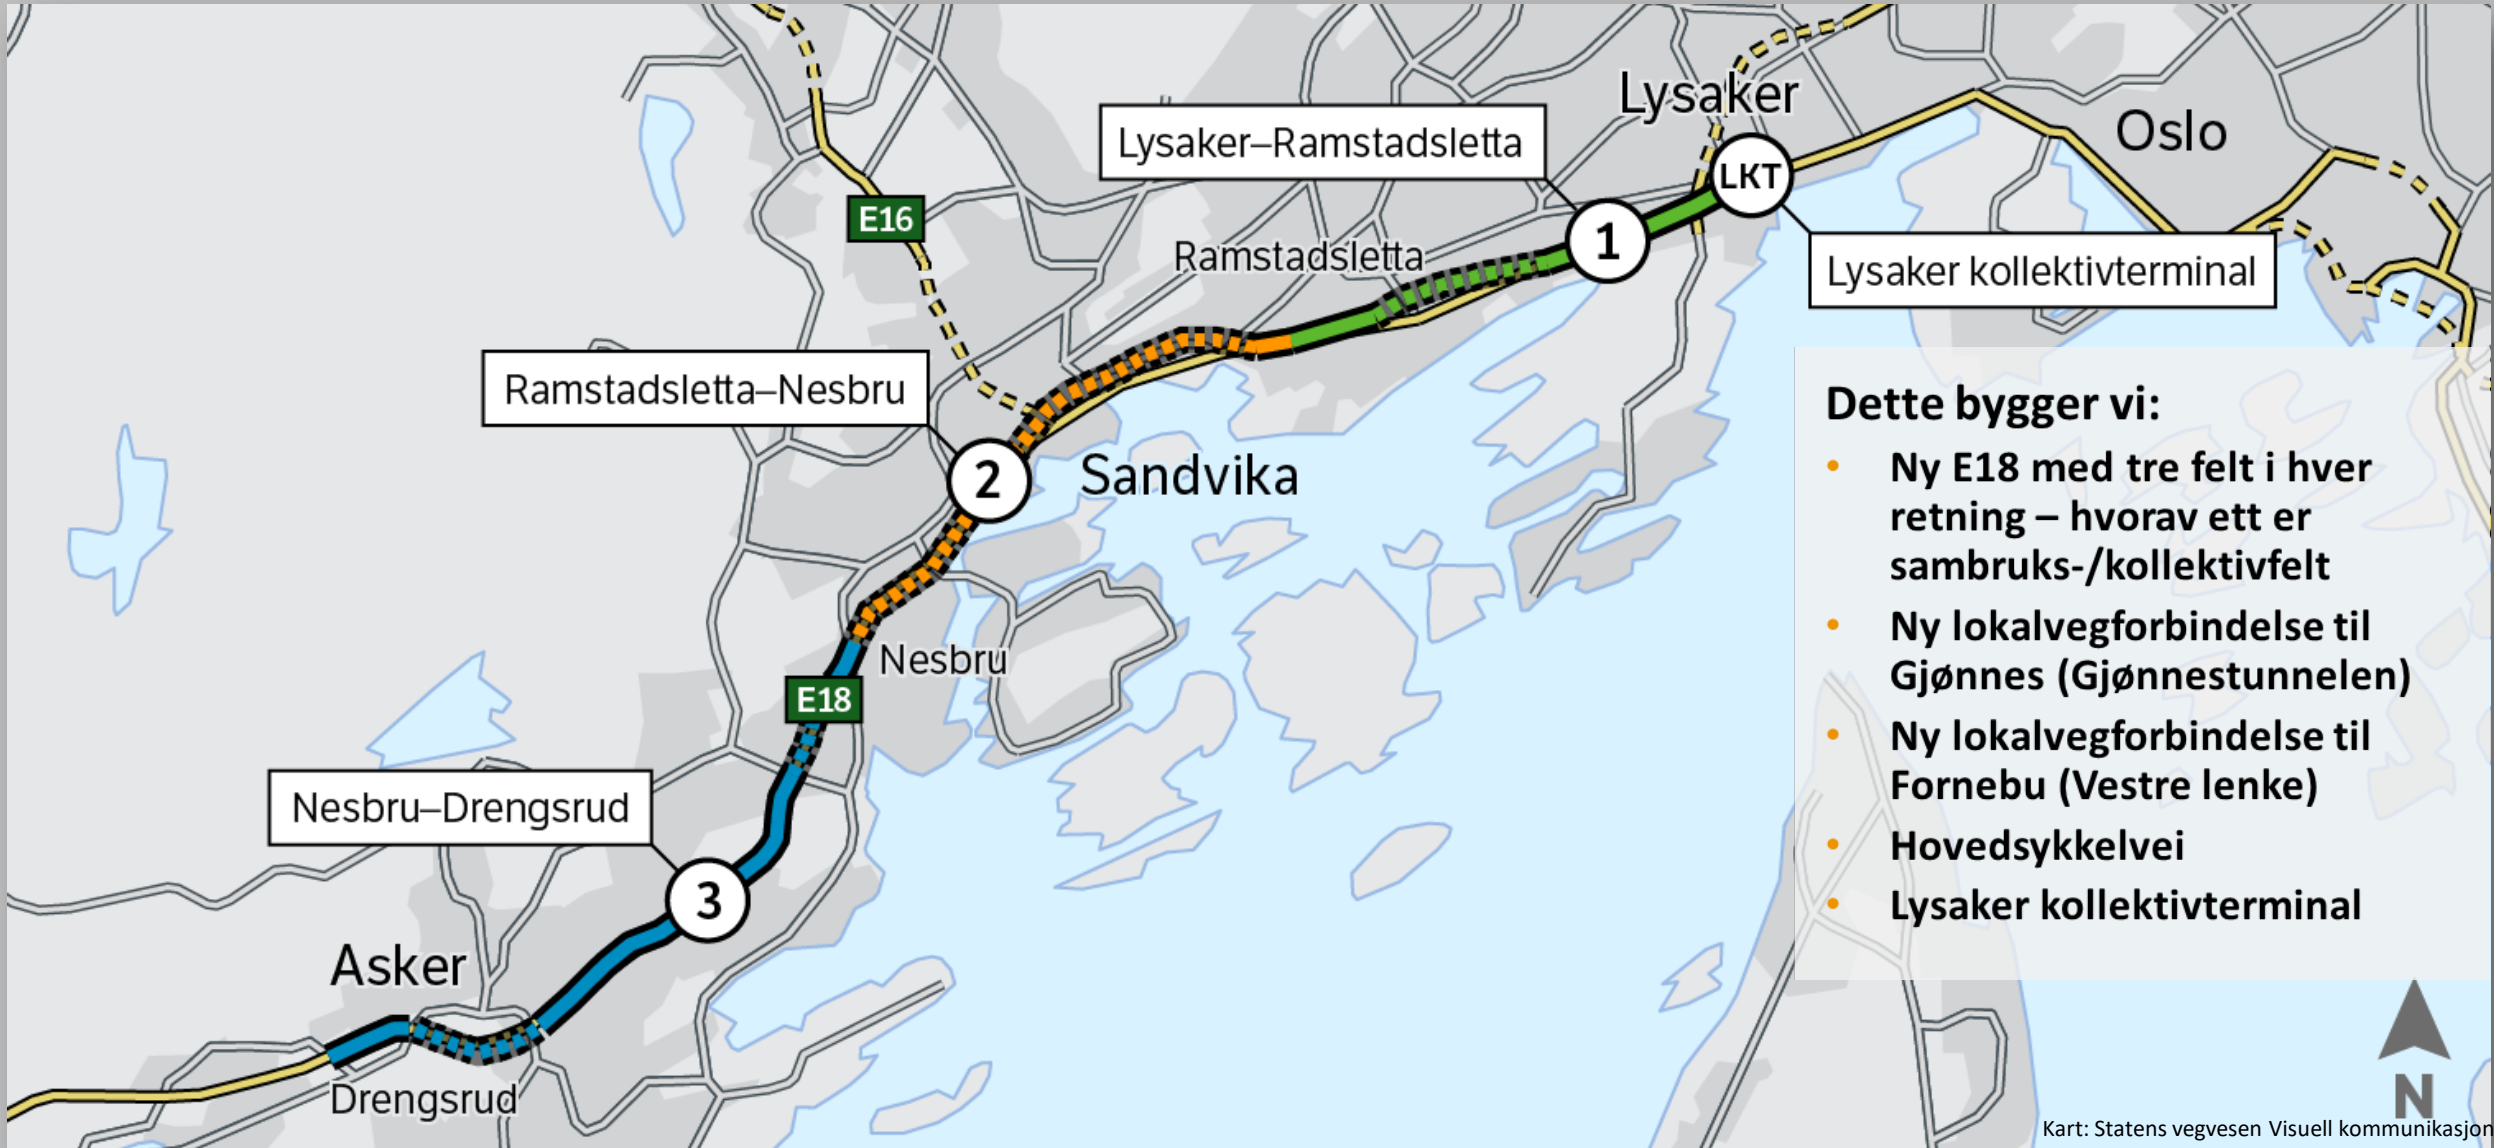 Lysaker
Oslo
Lysaker–Ramstadsletta
LKT
E16
1
Ramstadsletta
Lysaker kollektivterminal
Ramstadsletta–Nesbru
2
Sandvika
Nesbru
E18
Nesbru–Drengsrud
3
Asker
Drengsrud
Dette bygger vi:
• Ny E18 med tre felt i hver
retning – hvorav ett er
sambruks-/kollektivfelt
• Ny lokalvegforbindelse til
Gjønnes (Gjønnestunnelen)
• Ny lokalvegforbindelse til
Fornebu (Vestre lenke)
• Hovedsykkelvei
• Lysaker kollektivterminal
N
Kart: Statens vegvesen Visuell kommunikasjon